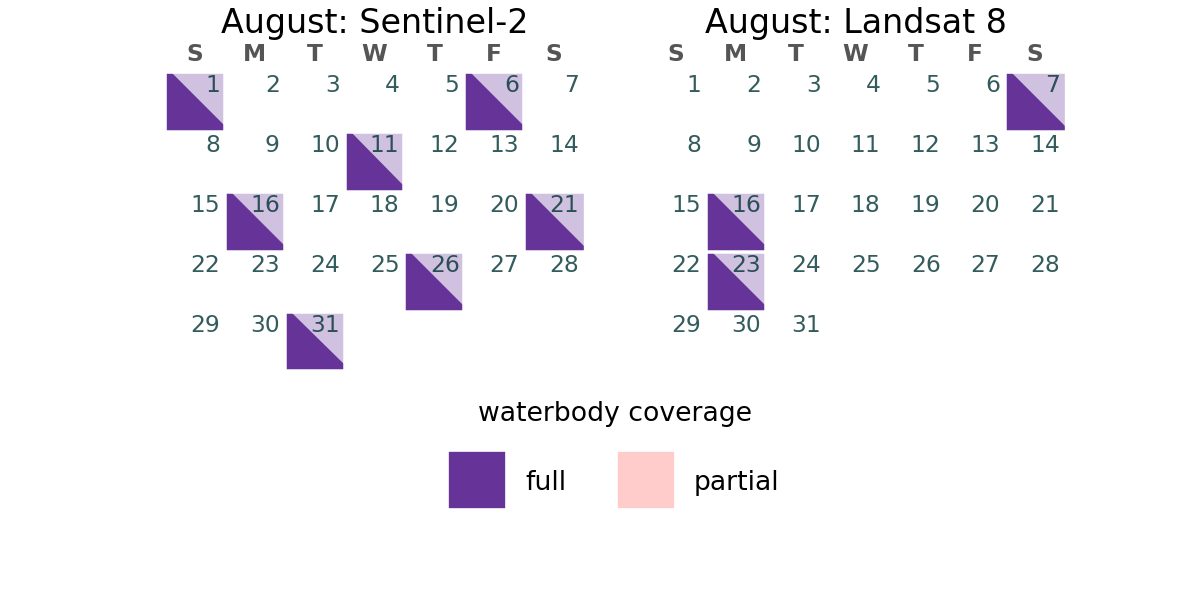 August: Sentinel-2
S M T W T F S
1 2 3 4 5 6 7
8 9 10 11 12 13 14
15 16 17 18 19 20 21
22 23 24 25 26 27 28
29 30 31
August: Landsat 8
S M T W T F S
1 2 3 4 5 6 7
8 9 10 11 12 13 14
15 16 17 18 19 20 21
22 23 24 25 26 27 28
29 30 31
waterbody coverage
full partial